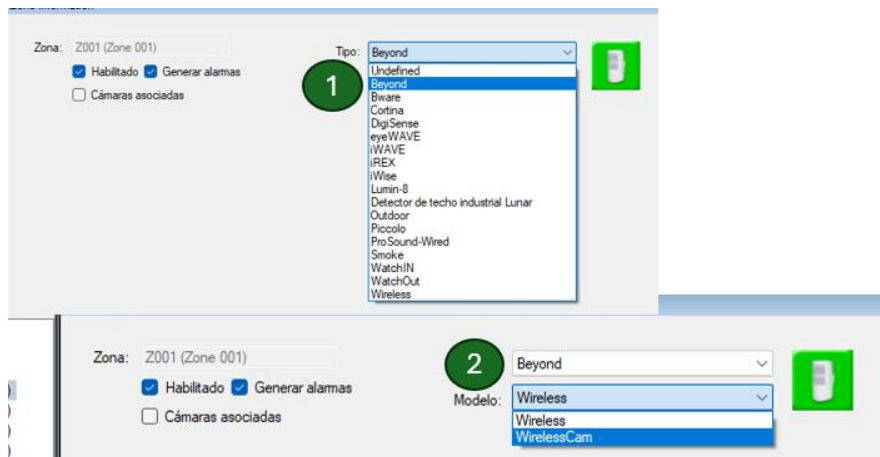 Zona: Z001 (Zone 001)
Tipo: Beyond
Habilitado Generar alarmas
Cámaras asociadas
1
Undefined
Beyond
Bware
Cortina
DigiSense
eyeWAVE
iWAVE
iREX
iWise
Lumin-8
Detector de techo industrial Lunar
Outdoor
Piccolo
ProSound-Wired
Smoke
WatchIN
WatchOut
Wireless
Zona: Z001 (Zone 001)
2
Beyond
Habilitado Generar alarmas
Modelo: Wireless
Cámaras asociadas
Wireless
WirelessCam